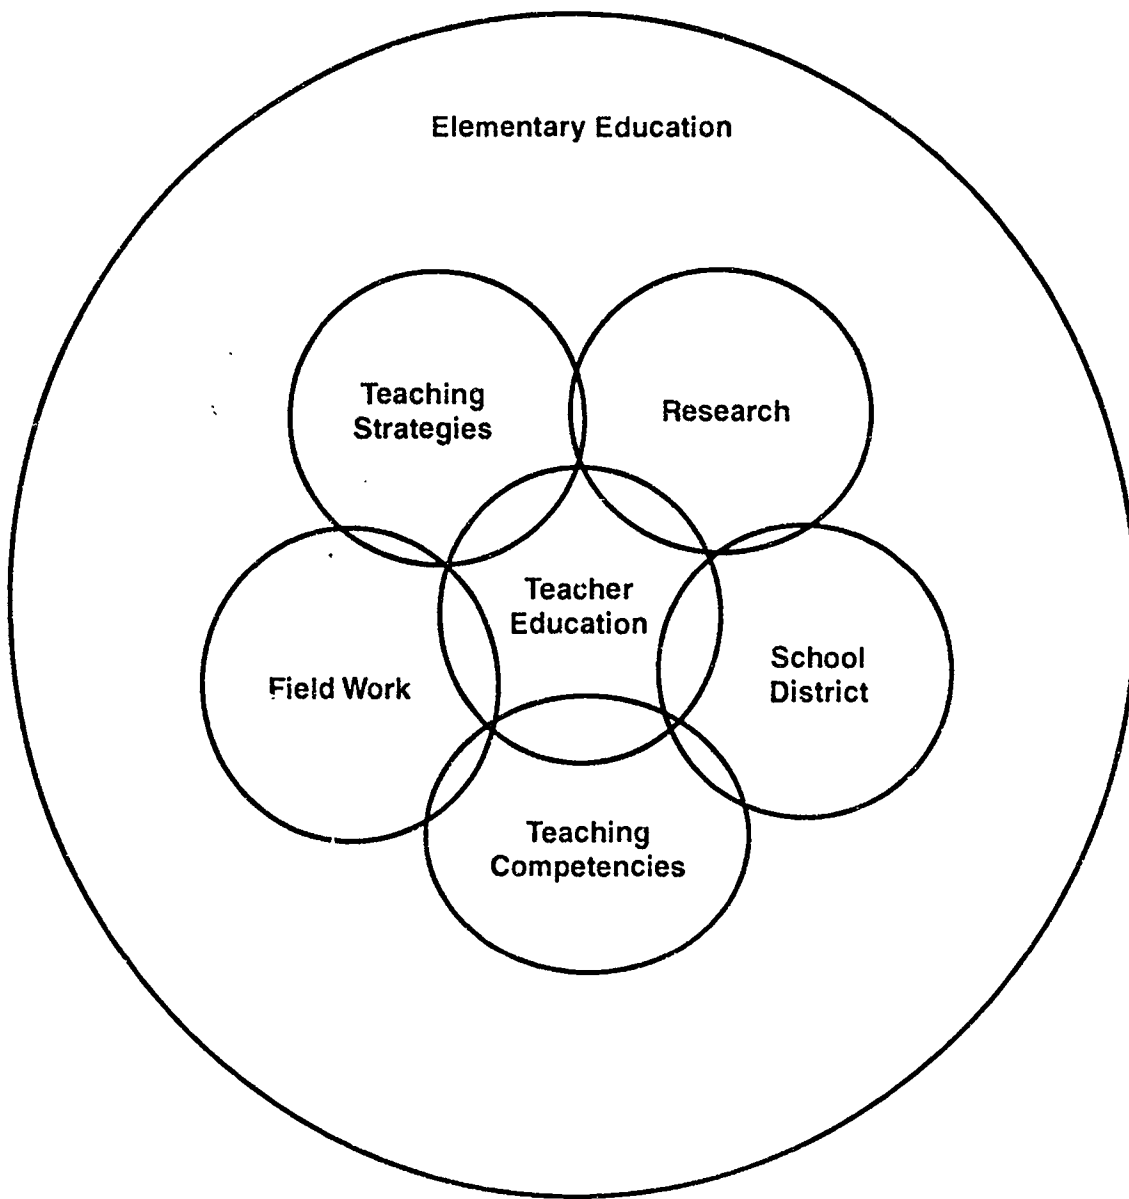 Elementary Education
Teaching
Strategies
Research
Teacher
Education
Field Work
School
District
Teaching
Competencies